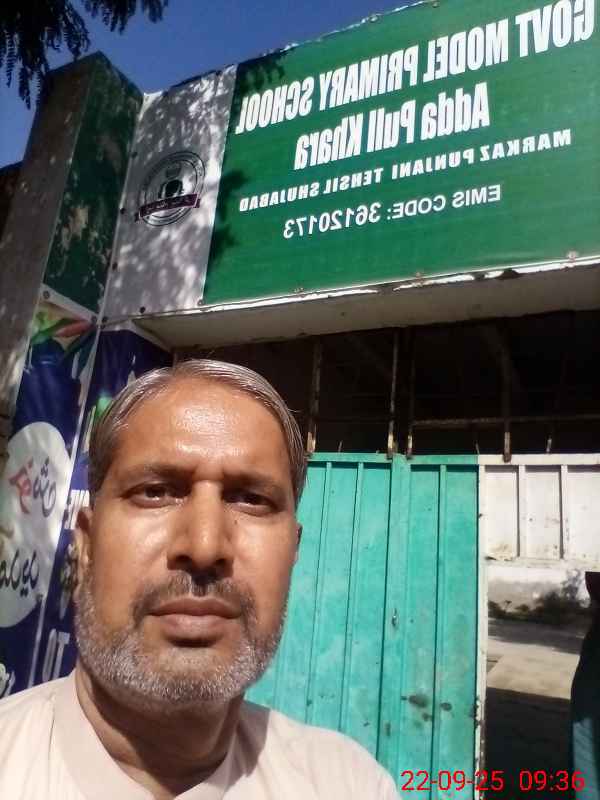 GOVT MODEL PRIMARY SCHOOL
Adda Pull Khara
MARKAZ PUNJANI TEHSIL SHUJABAD
EMIS CODE: 36120173
TO
22-09-25 09:36